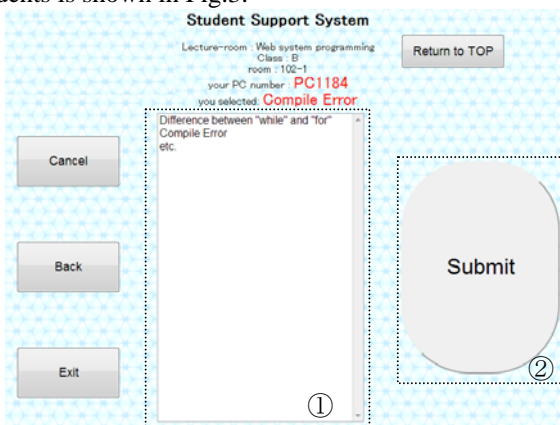 dents is shown in Fig.3.
Student Support System
Lecture-room : Web system programming
Class : B
room : 102-1
your PC number : PC1184
you selected: Compile Error
Return to TOP
Difference between "while" and "for"
Compile Error
etc.
Cancel
Back
Exit
Submit
①
②